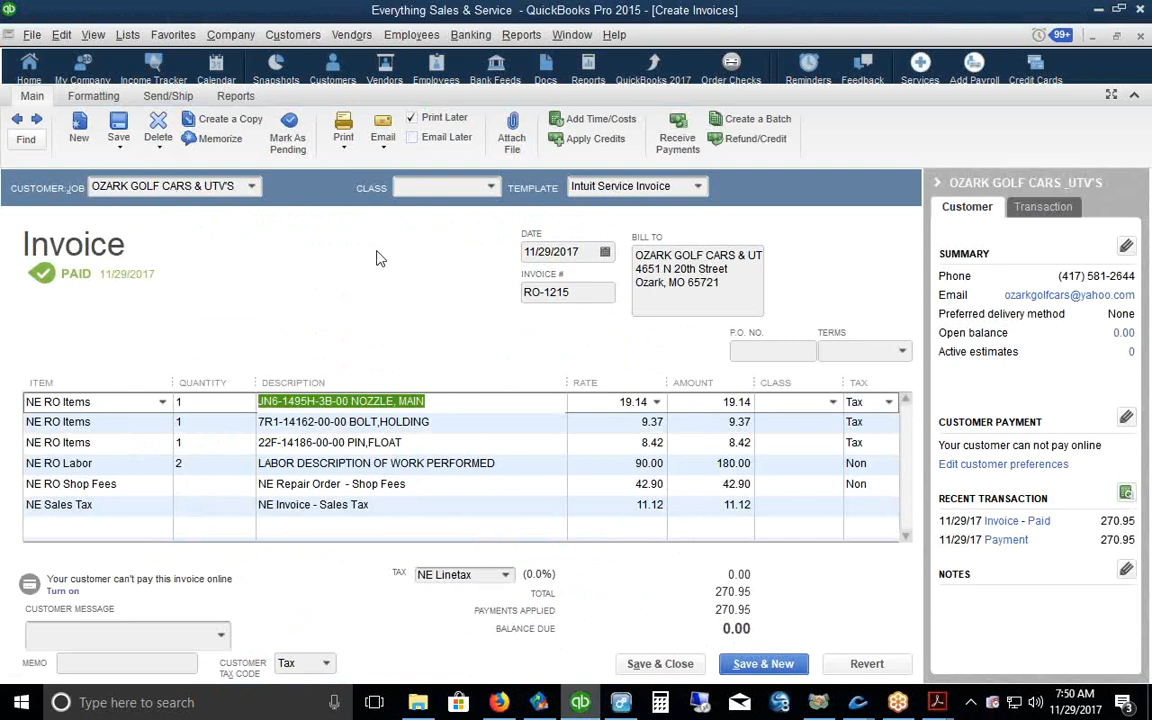 Everything Sales & Service - QuickBooks Pro 2015 - [Create Invoices]
File Edit View Lists Favorites Company Customers Vendors Employees Banking Reports Window Help 99+
Home My Company Income Tracker Calendar Snapshots Customers Vendors Employees Bank Feeds Docs Reports QuickBooks 2017 Order Checks Reminders Feedback Services Add Payroll Credit Cards
Main Formatting Send/Ship Reports
Find New Save Delete Create a Copy Memorize Mark As Pending Print Email Print Later Email Later Attach File Add Time/Costs Apply Credits Receive Payments Create a Batch Refund/Credit
CUSTOMER:JOB OZARK GOLF CARS & UTV'S CLASS TEMPLATE Intuit Service Invoice
Invoice
PAID 11/29/2017
DATE
11/29/2017
INVOICE #
RO-1215
BILL TO
OZARK GOLF CARS & UT
4651 N 20th Street
Ozark, MO 65721
P.O. NO. TERMS
ITEM QUANTITY DESCRIPTION RATE AMOUNT CLASS TAX
NE RO Items 1 JN6-1495H-3B-00 NOZZLE, MAIN 19.14 19.14 Tax
NE RO Items 1 7R1-14162-00-00 BOLT,HOLDING 9.37 9.37 Tax
NE RO Items 1 22F-14186-00-00 PIN,FLOAT 8.42 8.42 Tax
NE RO Labor 2 LABOR DESCRIPTION OF WORK PERFORMED 90.00 180.00 Non
NE RO Shop Fees NE Repair Order - Shop Fees 42.90 42.90 Non
NE Sales Tax NE Invoice - Sales Tax 11.12 11.12
Your customer can't pay this invoice online
Turn on
TAX NE Linetax (0.0%) 0.00
TOTAL 270.95
PAYMENTS APPLIED 270.95
BALANCE DUE 0.00
CUSTOMER MESSAGE
MEMO CUSTOMER TAX CODE Tax
Save & Close Save & New Revert
OZARK GOLF CARS _UTV'S
Customer Transaction
SUMMARY
Phone (417) 581-2644
Email ozarkgolfcars@yahoo.com
Preferred delivery method None
Open balance 0.00
Active estimates 1
CUSTOMER PAYMENT
Your customer can not pay online
Edit customer preferences
RECENT TRANSACTION
11/29/17 Invoice - Paid 270.95
11/29/17 Payment 270.95
NOTES
Type here to search
7:50 AM
11/29/2017
3